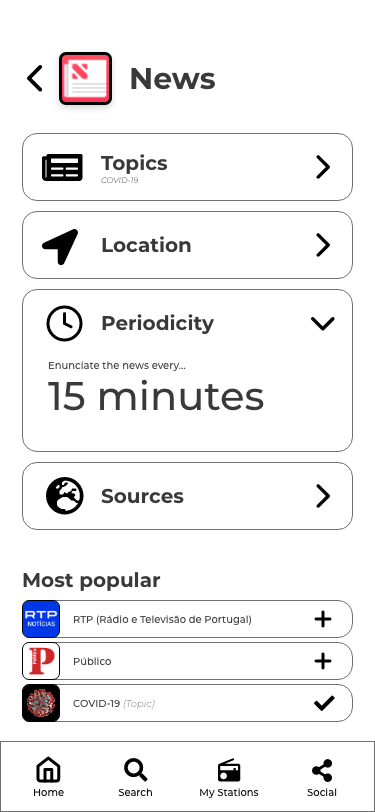 News
Topics
COVID-19
Location
Periodicity
Enunciate the news every...
15 minutes
Sources
Most popular
RTP
NOTÍCIAS
RTP (Rádio e Televisão de Portugal)
P
Público
COVID-19 (Topic)
Home
Search
My Stations
Social